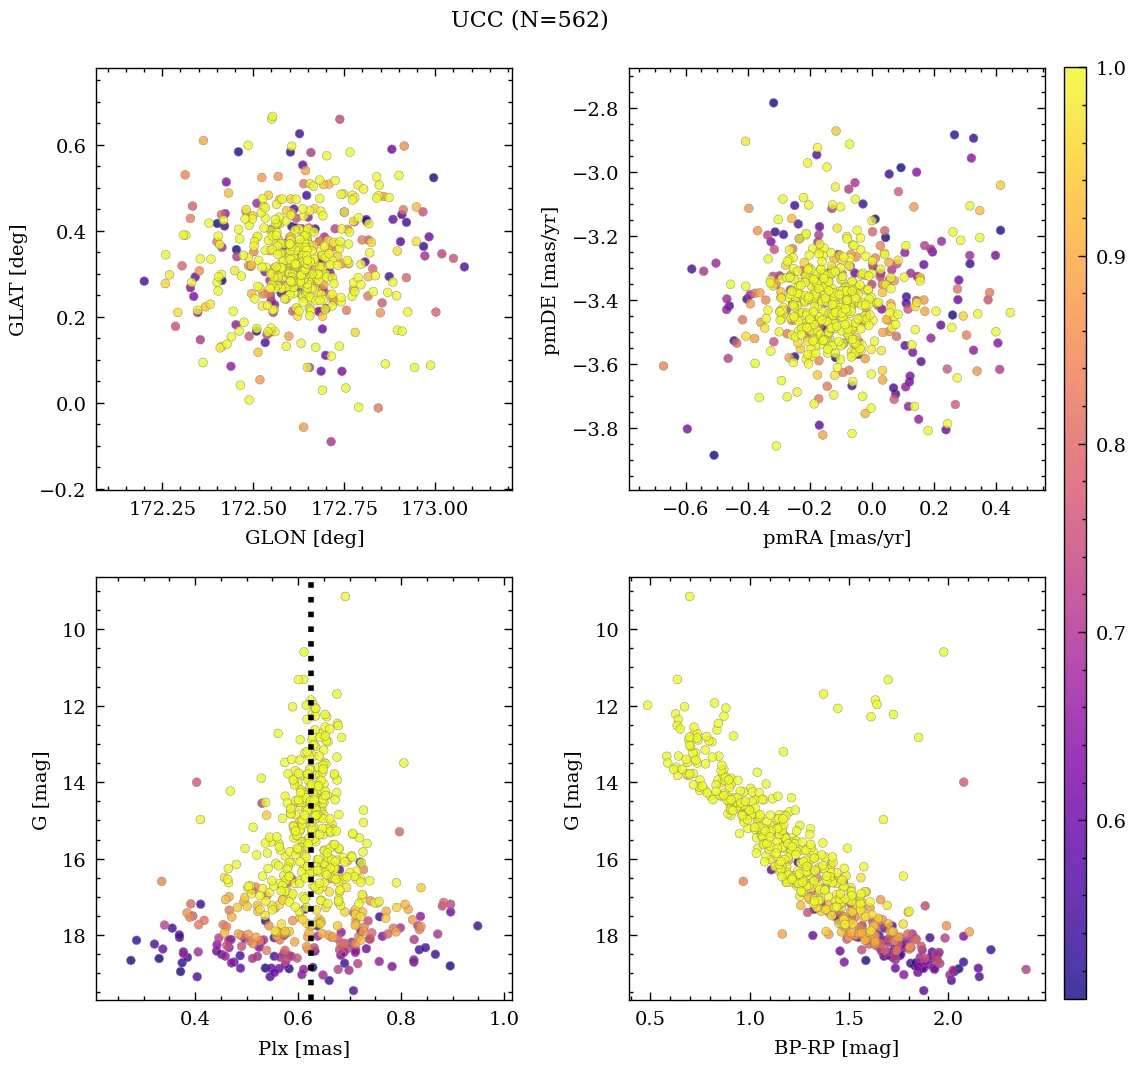 UCC (N=562)
0.6
0.4
0.2
0.0
−0.2
GLAT [deg]
172.25 172.50 172.75 173.00
GLON [deg]
−2.8
−3.0
−3.2
−3.4
−3.6
−3.8
pmDE [mas/yr]
−0.6 −0.4 −0.2 0.0 0.2 0.4
pmRA [mas/yr]
10
12
14
16
18
G [mag]
0.4 0.6 0.8 1.0
Plx [mas]
10
12
14
16
18
G [mag]
0.5 1.0 1.5 2.0
BP-RP [mag]
1.0
0.9
0.8
0.7
0.6